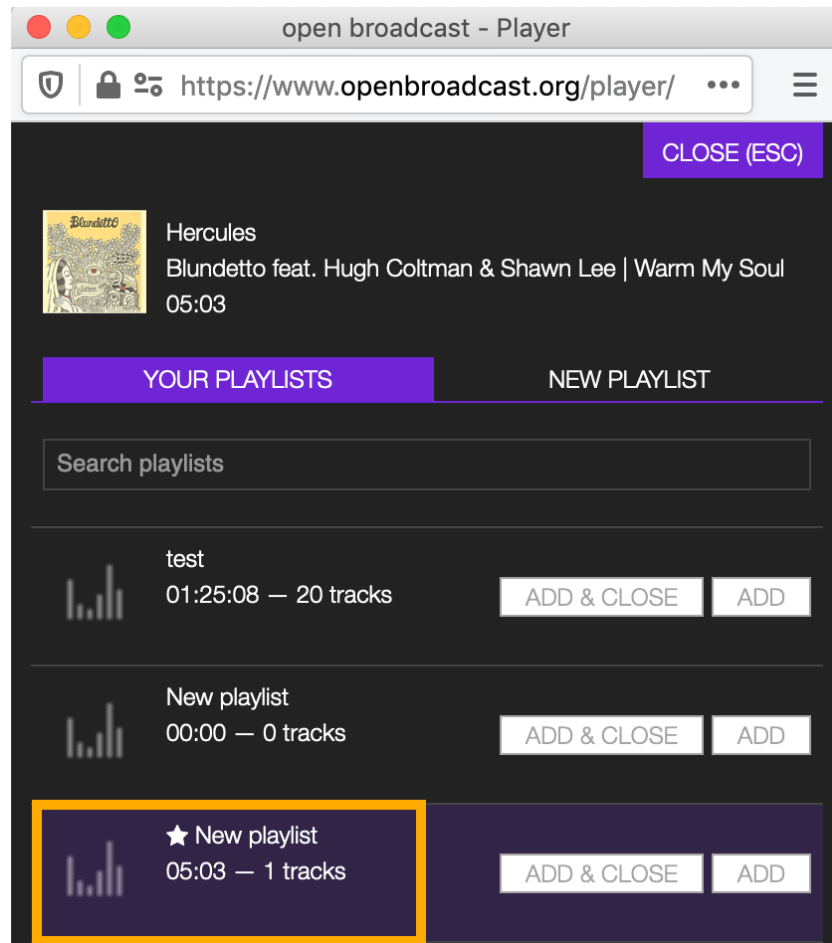 open broadcast - Player
https://www.openbroadcast.org/player/
CLOSE (ESC)
Blundetto
Hercules
Blundetto feat. Hugh Coltman & Shawn Lee | Warm My Soul
05:03
YOUR PLAYLISTS NEW PLAYLIST
Search playlists
test
01:25:08 — 20 tracks
ADD & CLOSE ADD
New playlist
00:00 — 0 tracks
ADD & CLOSE ADD
★ New playlist
05:03 — 1 tracks
ADD & CLOSE ADD